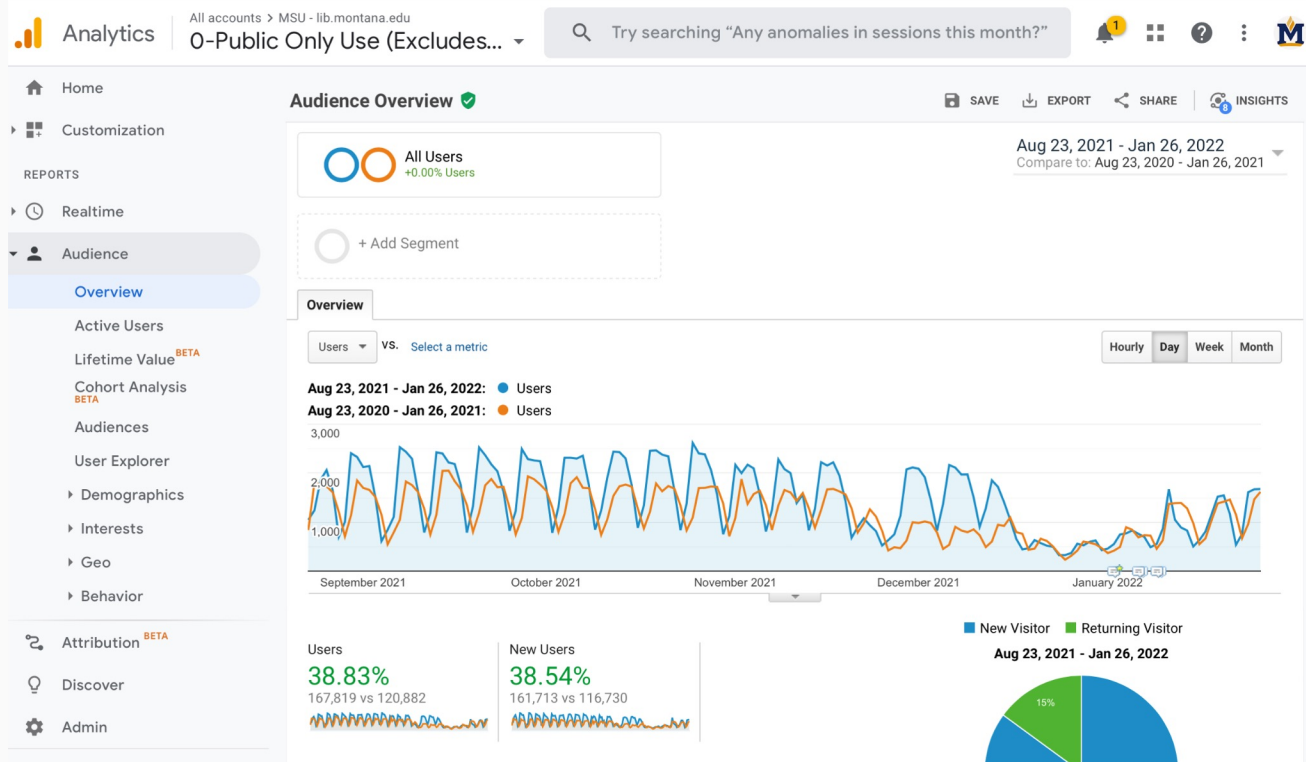 Analytics
All accounts > MSU - lib.montana.edu
0-Public Only Use (Excludes...
Try searching “Any anomalies in sessions this month?”
1
M
Home
Customization
REPORTS
Realtime
Audience
Overview
Active Users
Lifetime Value BETA
Cohort Analysis
BETA
Audiences
User Explorer
Demographics
Interests
Geo
Behavior
Attribution BETA
Discover
Admin
Audience Overview
SAVE
EXPORT
SHARE
8
INSIGHTS
All Users
+0.00% Users
Aug 23, 2021 - Jan 26, 2022
Compare to: Aug 23, 2020 - Jan 26, 2021
+ Add Segment
Overview
Users
VS.
Select a metric
Hourly
Day
Week
Month
Aug 23, 2021 - Jan 26, 2022: Users
Aug 23, 2020 - Jan 26, 2021: Users
3,000
2,000
1,000
September 2021
October 2021
November 2021
December 2021
January 2022
Users
38.83%
167,819 vs 120,882
New Users
38.54%
161,713 vs 116,730
New Visitor
Returning Visitor
Aug 23, 2021 - Jan 26, 2022
15%